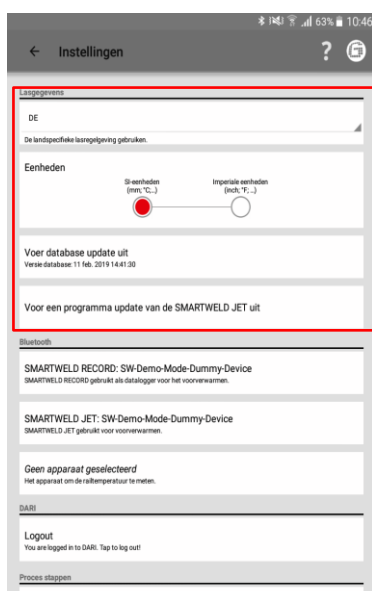 63% 10:46
Instellingen ?
Lasgegevens
DE
De landspecifieke lasregelgeving gebruiken.
Eenheden
SI-eenheden Imperiale eenheden
(mm; °C;...) (inch; °F; ...)
Voer database update uit
Versie database: 11 feb. 2019 14:41:30
Voor een programma update van de SMARTWELD JET uit
Bluetooth
SMARTWELD RECORD: SW-Demo-Mode-Dummy-Device
SMARTWELD RECORD gebruikt als datalogger voor het voorverwarmen.
SMARTWELD JET: SW-Demo-Mode-Dummy-Device
SMARTWELD JET gebruikt voor voorverwarmen.
Geen apparaat geselecteerd
Het apparaat om de railtemperatuur te meten.
DARI
Logout
You are logged in to DARI. Tap to log out!
Proces stappen